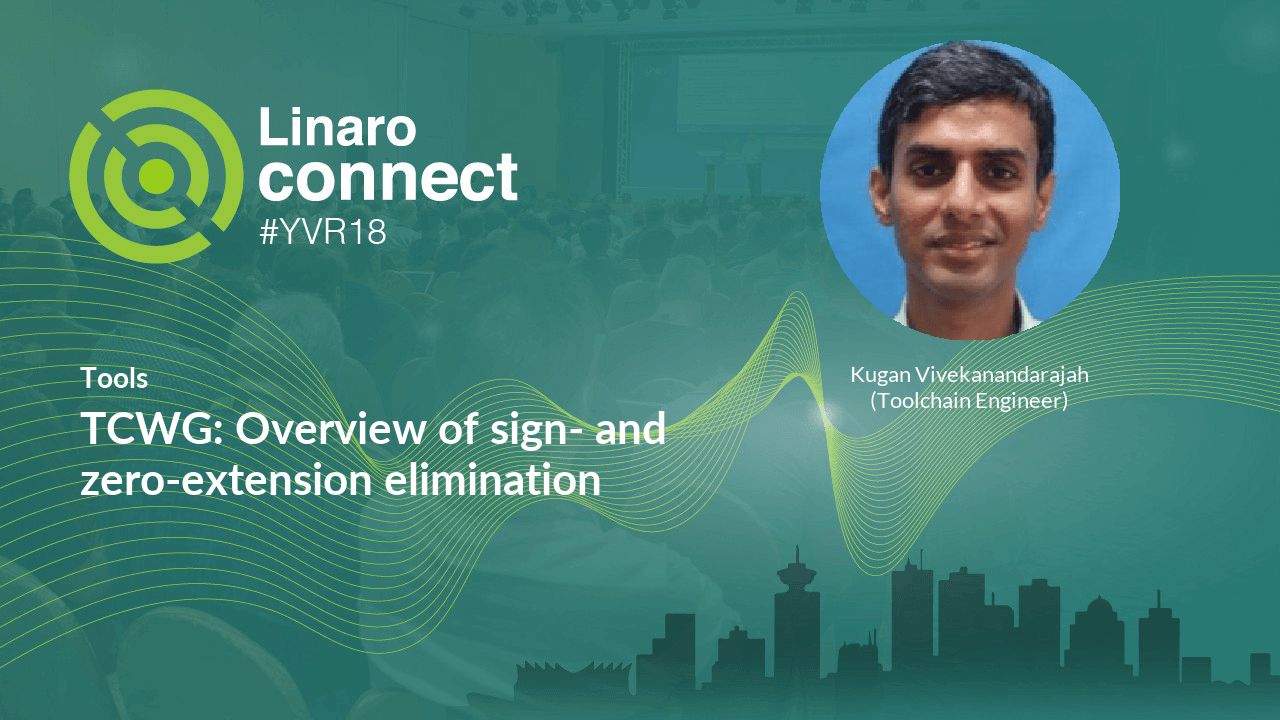 Linaro
connect
#YVR18
Tools
TCWG: Overview of sign- and
zero-extension elimination
Kugan Vivekanandarajah
(Toolchain Engineer)